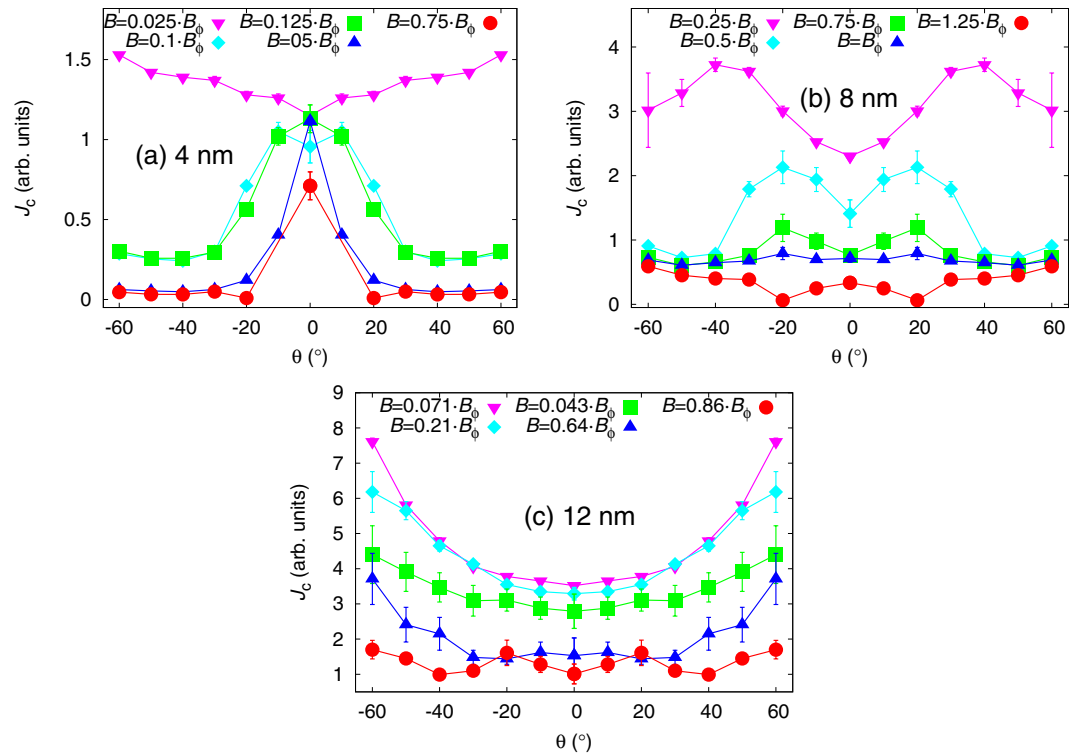 B=0.025·Bϕ B=0.125·Bϕ B=0.75·Bϕ
B=0.1·Bϕ B=05·Bϕ
1.5
1
0.5
0
Jc (arb. units)
(a) 4 nm
-60 -40 -20 0 20 40 60
θ (°)
B=0.25·Bϕ B=0.75·Bϕ B=1.25·Bϕ
B=0.5·Bϕ B=Bϕ
4
3
2
1
0
Jc (arb. units)
(b) 8 nm
-60 -40 -20 0 20 40 60
θ (°)
B=0.071·Bϕ B=0.043·Bϕ B=0.86·Bϕ
B=0.21·Bϕ B=0.64·Bϕ
9
8
7
6
5
4
3
2
1
Jc (arb. units)
(c) 12 nm
-60 -40 -20 0 20 40 60
θ (°)